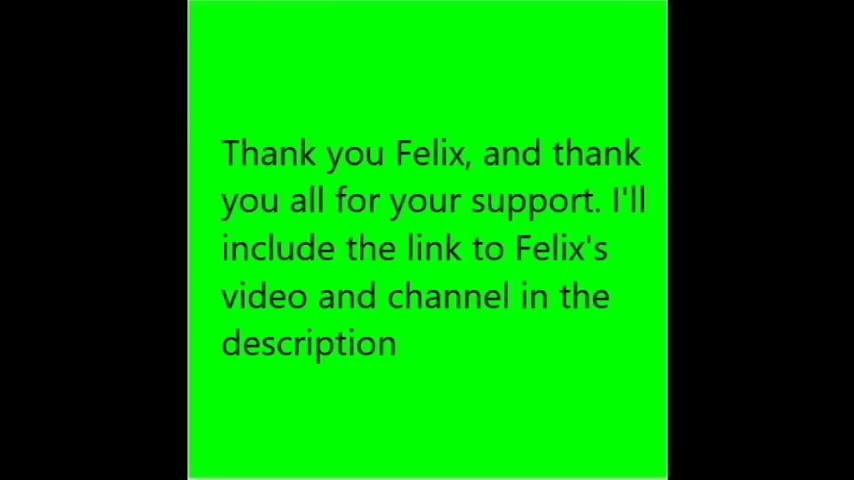 Thank you Felix, and thank
you all for your support. I'll
include the link to Felix's
video and channel in the
description